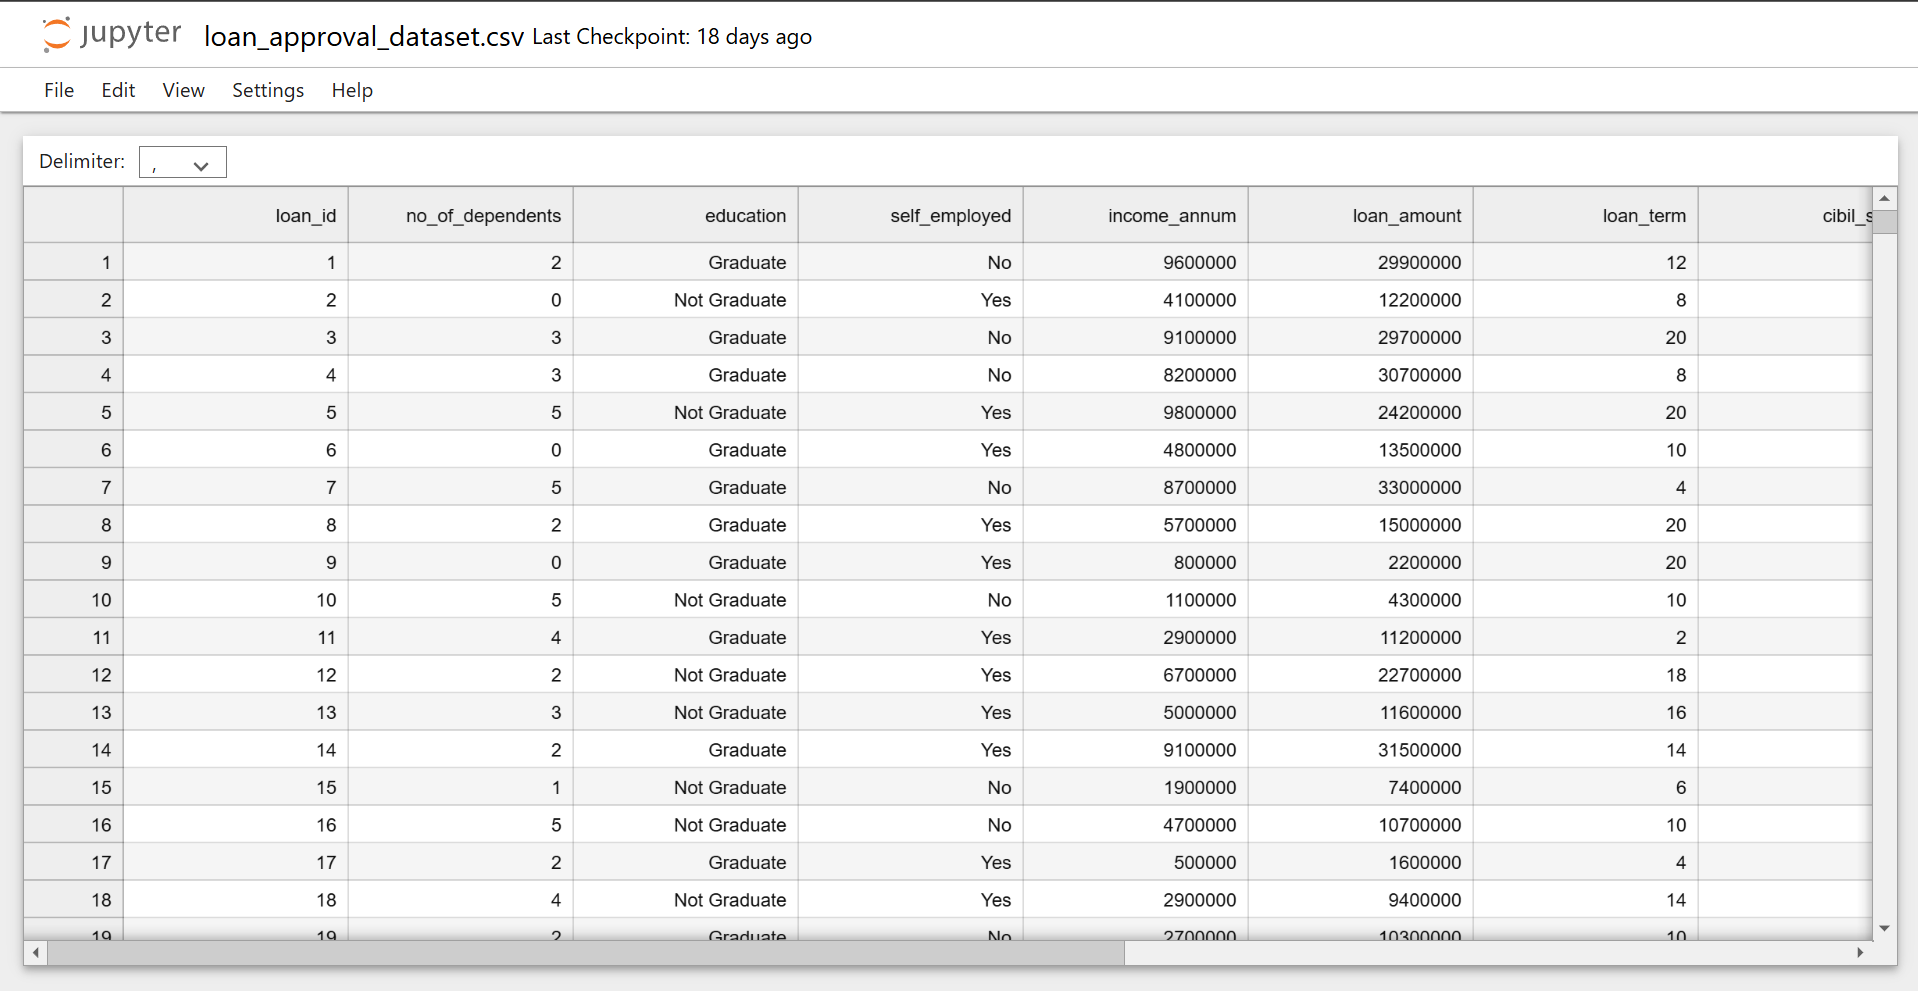 jupyter loan_approval_dataset.csv Last Checkpoint: 18 days ago
File Edit View Settings Help
Delimiter: ,
loan_id no_of_dependents education self_employed income_annum loan_amount loan_term cibil_s
1 1 2 Graduate No 9600000 29900000 12
2 2 0 Not Graduate Yes 4100000 12200000 8
3 3 3 Graduate No 9100000 29700000 20
4 4 3 Graduate No 8200000 30700000 8
5 5 5 Not Graduate Yes 9800000 24200000 20
6 6 0 Graduate Yes 4800000 13500000 10
7 7 5 Graduate No 8700000 33000000 4
8 8 2 Graduate Yes 5700000 15000000 20
9 9 0 Graduate Yes 800000 2200000 20
10 10 5 Not Graduate No 1100000 4300000 10
11 11 4 Graduate Yes 2900000 11200000 2
12 12 2 Not Graduate Yes 6700000 22700000 18
13 13 3 Not Graduate Yes 5000000 11600000 16
14 14 2 Graduate Yes 9100000 31500000 14
15 15 1 Not Graduate No 1900000 7400000 6
16 16 5 Not Graduate No 4700000 10700000 10
17 17 2 Graduate Yes 500000 1600000 4
18 18 4 Not Graduate Yes 2900000 9400000 14
19 19 2 Graduate No 2700000 10300000 10